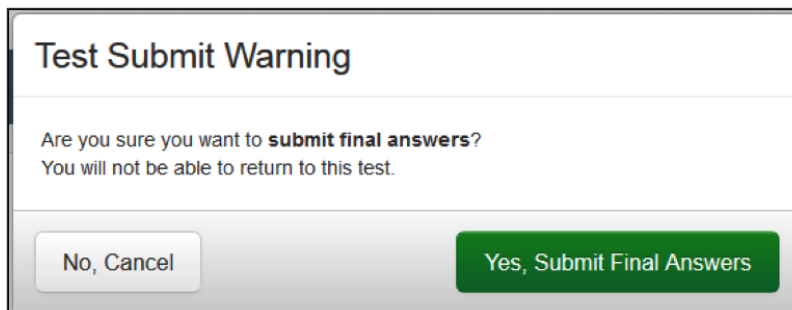 Test Submit Warning
Are you sure you want to submit final answers?
You will not be able to return to this test.
No, Cancel
Yes, Submit Final Answers